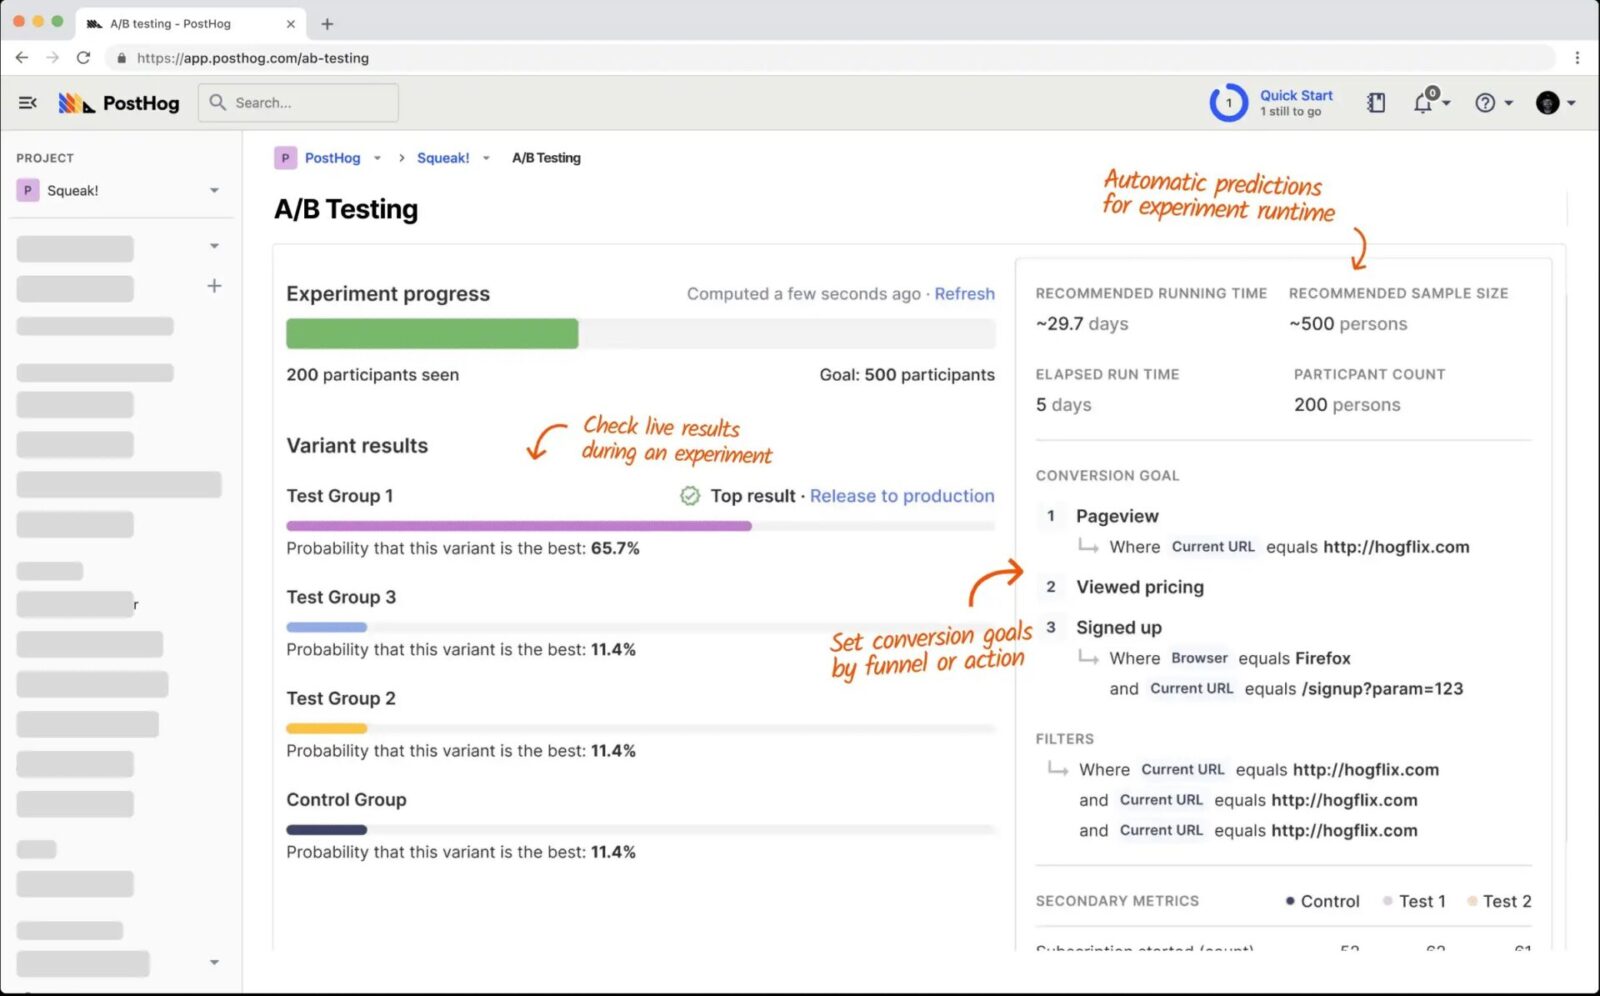 A/B testing - PostHog
https://app.posthog.com/ab-testing
PostHog
Search...
1
Quick Start
1 still to go
0
PROJECT
P Squeak!
r
P PostHog > Squeak! A/B Testing
A/B Testing
Automatic predictions
for experiment runtime
Experiment progress
Computed a few seconds ago · Refresh
200 participants seen
Goal: 500 participants
Variant results
Check live results
during an experiment
Test Group 1
Top result · Release to production
Probability that this variant is the best: 65.7%
Test Group 3
Probability that this variant is the best: 11.4%
Test Group 2
Probability that this variant is the best: 11.4%
Control Group
Probability that this variant is the best: 11.4%
Set conversion goals
by funnel or action
RECOMMENDED RUNNING TIME
~29.7 days
RECOMMENDED SAMPLE SIZE
~500 persons
ELAPSED RUN TIME
5 days
PARTICPANT COUNT
200 persons
CONVERSION GOAL
1 Pageview
Where Current URL equals http://hogflix.com
2 Viewed pricing
3 Signed up
Where Browser equals Firefox
and Current URL equals /signup?param=123
FILTERS
Where Current URL equals http://hogflix.com
and Current URL equals http://hogflix.com
and Current URL equals http://hogflix.com
SECONDARY METRICS
Control Test 1 Test 2
Subscription started (count)